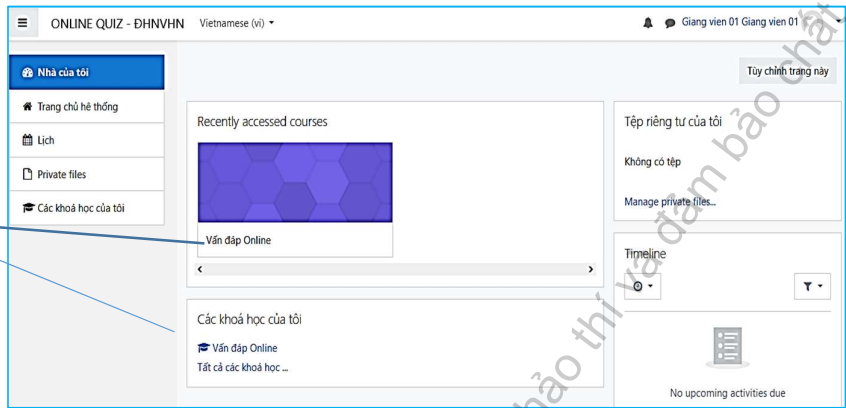 ONLINE QUIZ - ĐHNVHN Vietnamese (vi) Giang vien 01 Giang vien 01
Nhà của tôi
Trang chủ hệ thống
Lịch
Private files
Các khoá học của tôi
Tùy chỉnh trang này
Recently accessed courses
Vấn đáp Online
Các khoá học của tôi
Vấn đáp Online
Tất cả các khoá học ...
Tệp riêng tư của tôi
Không có tệp
Manage private files...
Timeline
No upcoming activities due
hảo thí và đảm bảo chất